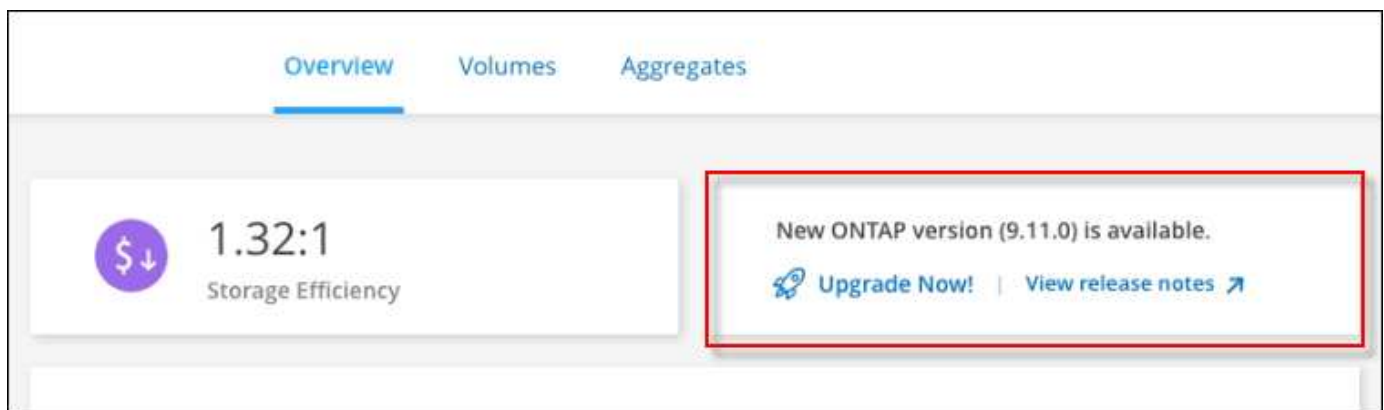 Overview Volumes Aggregates
1.32:1
Storage Efficiency
New ONTAP version (9.11.0) is available.
Upgrade Now! | View release notes